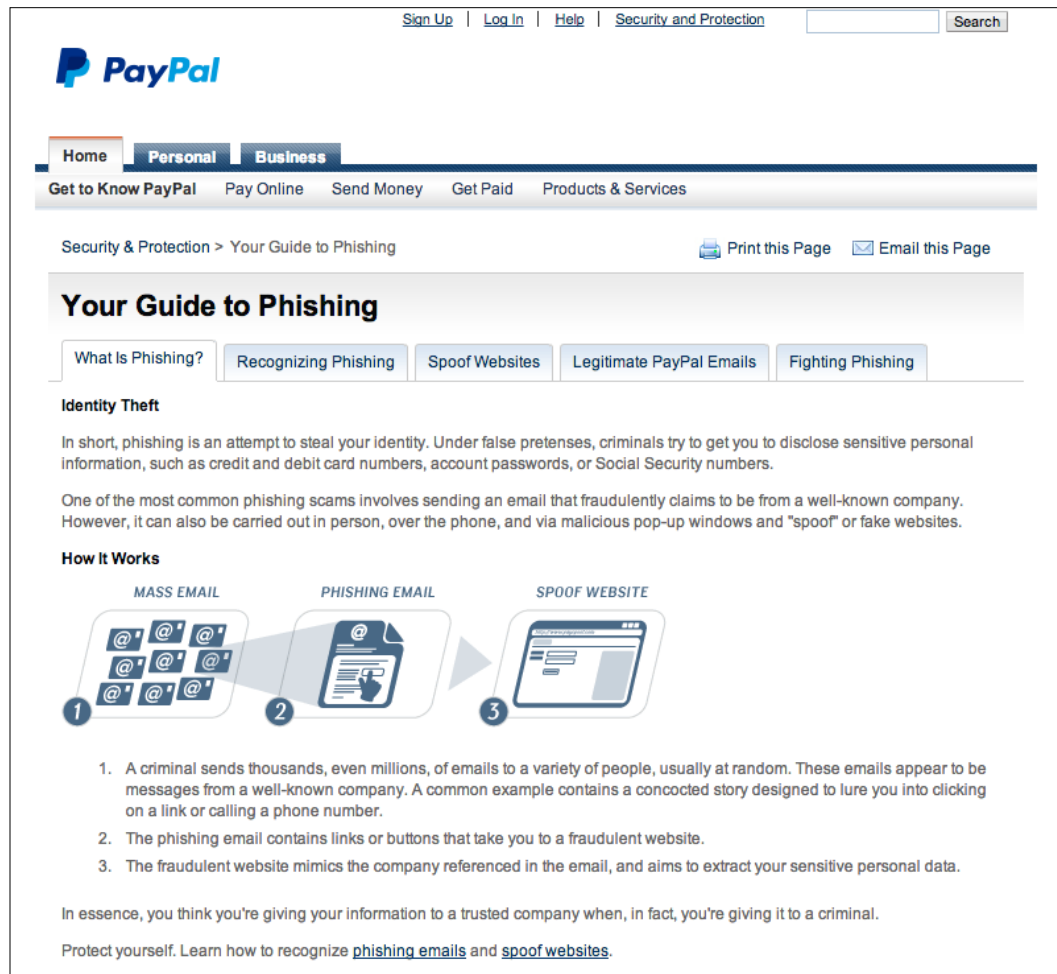 Sign Up | Log In | Help | Security and Protection Search
PayPal
Home Personal Business
Get to Know PayPal Pay Online Send Money Get Paid Products & Services
Security & Protection > Your Guide to Phishing Print this Page Email this Page
Your Guide to Phishing
What Is Phishing? Recognizing Phishing Spoof Websites Legitimate PayPal Emails Fighting Phishing
Identity Theft
In short, phishing is an attempt to steal your identity. Under false pretenses, criminals try to get you to disclose sensitive personal
information, such as credit and debit card numbers, account passwords, or Social Security numbers.
One of the most common phishing scams involves sending an email that fraudulently claims to be from a well-known company.
However, it can also be carried out in person, over the phone, and via malicious pop-up windows and "spoof" or fake websites.
How It Works
MASS EMAIL PHISHING EMAIL SPOOF WEBSITE
@ @ @ @
@ @ @
@ @ @
1 2 3
1. A criminal sends thousands, even millions, of emails to a variety of people, usually at random. These emails appear to be
messages from a well-known company. A common example contains a concocted story designed to lure you into clicking
on a link or calling a phone number.
2. The phishing email contains links or buttons that take you to a fraudulent website.
3. The fraudulent website mimics the company referenced in the email, and aims to extract your sensitive personal data.
In essence, you think you're giving your information to a trusted company when, in fact, you're giving it to a criminal.
Protect yourself. Learn how to recognize phishing emails and spoof websites.